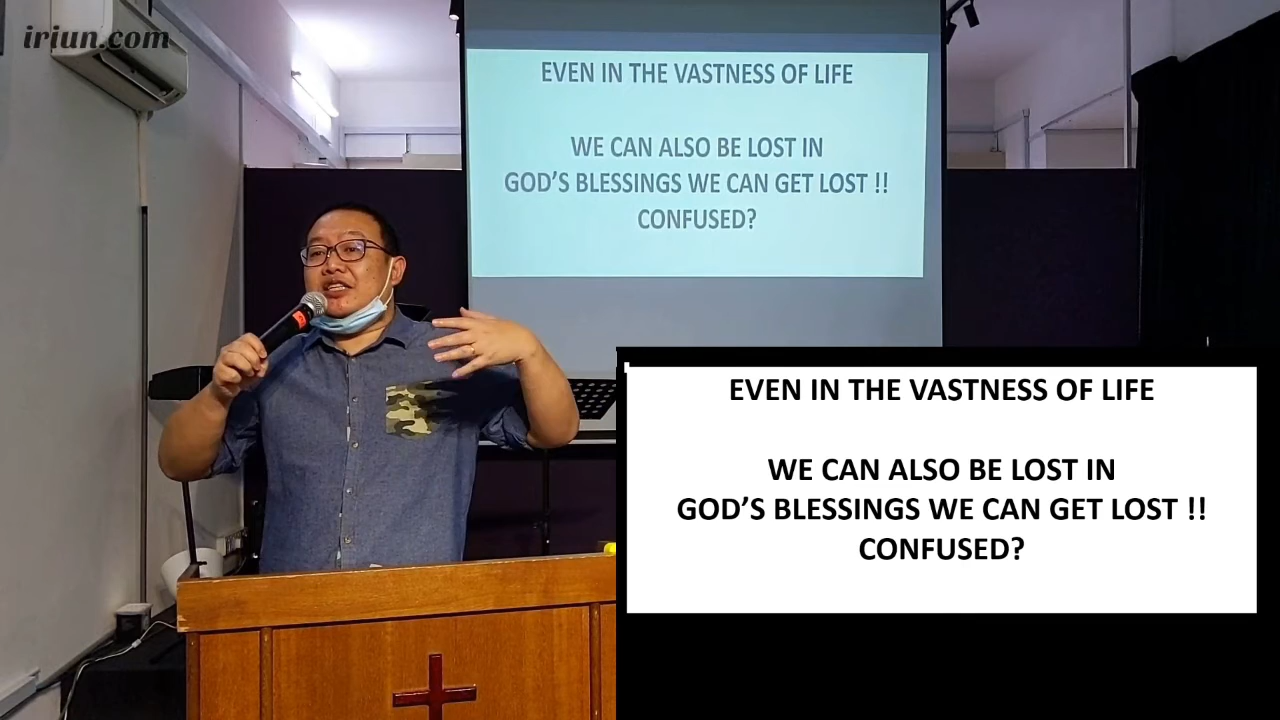 iriun.com
EVEN IN THE VASTNESS OF LIFE
WE CAN ALSO BE LOST IN
GOD’S BLESSINGS WE CAN GET LOST !!
CONFUSED?
EVEN IN THE VASTNESS OF LIFE
WE CAN ALSO BE LOST IN
GOD’S BLESSINGS WE CAN GET LOST !!
CONFUSED?